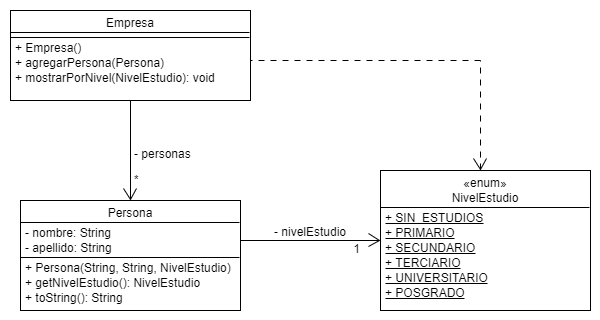 Empresa
+ Empresa()
+ agregarPersona(Persona)
+ mostrarPorNivel(NivelEstudio): void
- personas
*
Persona
- nombre: String
- apellido: String
+ Persona(String, String, NivelEstudio)
+ getNivelEstudio(): NivelEstudio
+ toString(): String
- nivelEstudio
1
«enum»
NivelEstudio
+ SIN_ESTUDIOS
+ PRIMARIO
+ SECUNDARIO
+ TERCIARIO
+ UNIVERSITARIO
+ POSGRADO